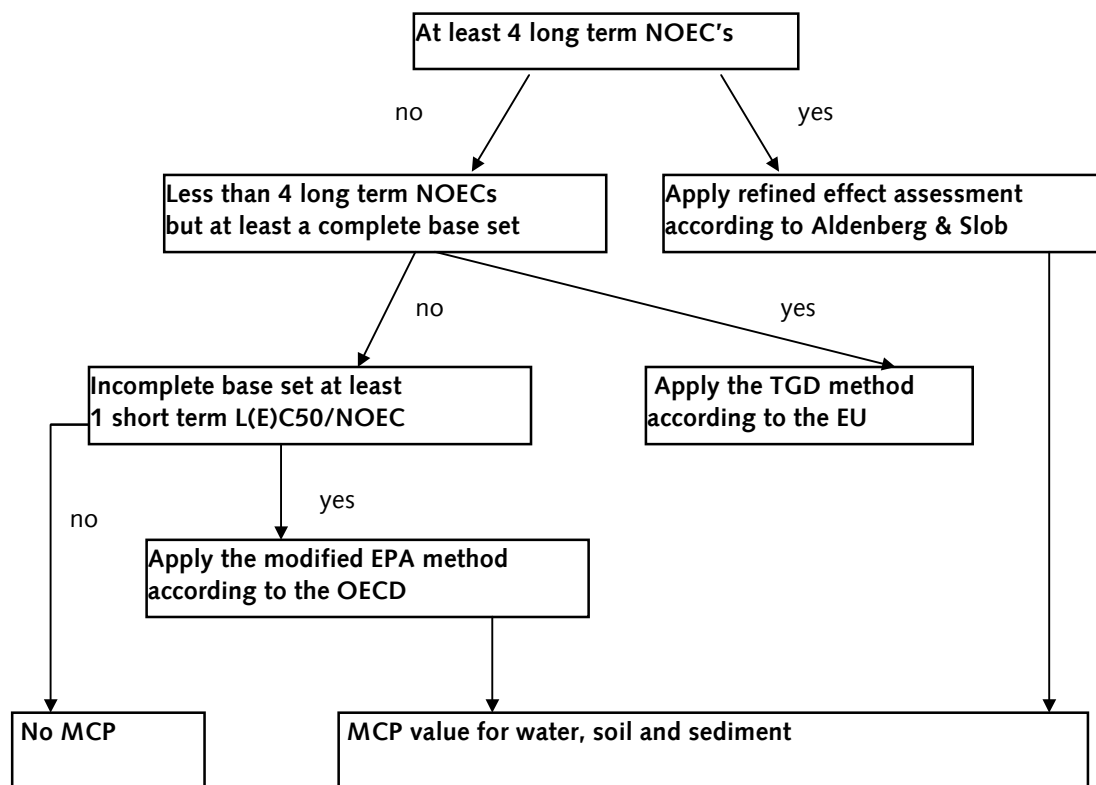 At least 4 long term NOEC's
no
yes
Less than 4 long term NOECs
but at least a complete base set
Apply refined effect assessment
according to Aldenberg & Slob
no
yes
Incomplete base set at least
1 short term L(E)C50/NOEC
Apply the TGD method
according to the EU
no
yes
Apply the modified EPA method
according to the OECD
No MCP
MCP value for water, soil and sediment